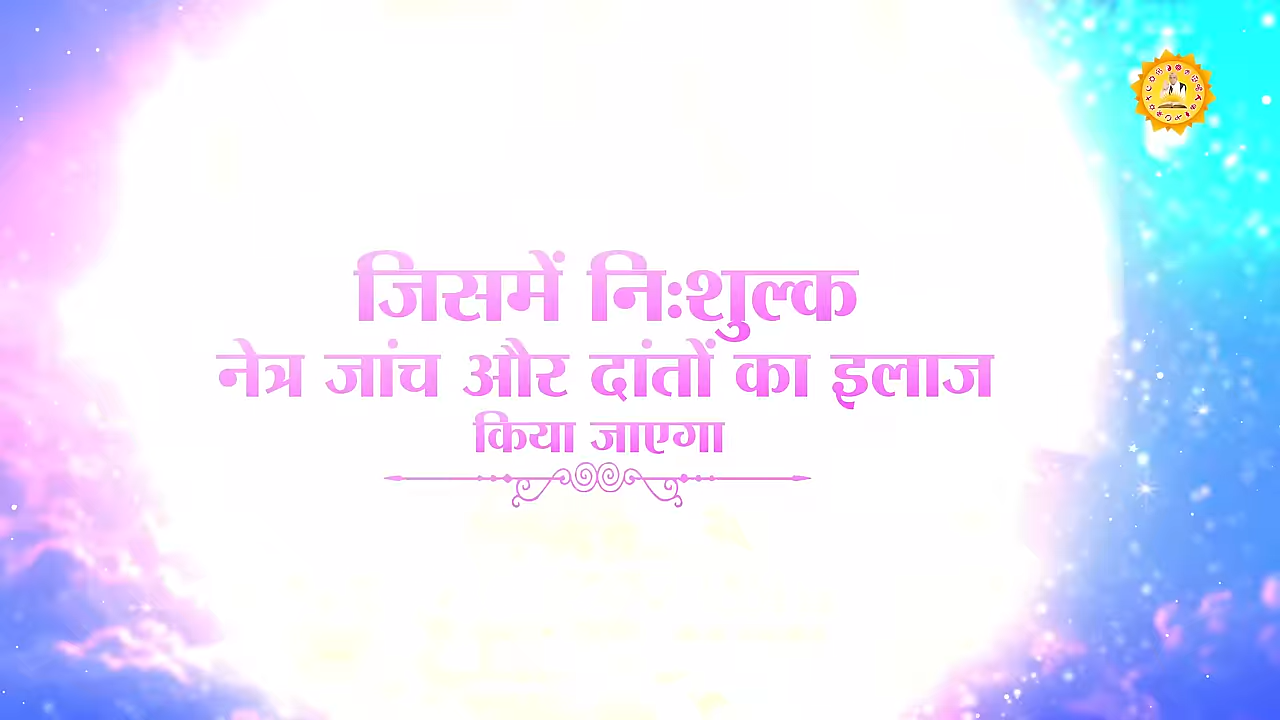 जिसमें निःशुल्क
नेत्र जांच और दांतों का इलाज
किया जाएगा